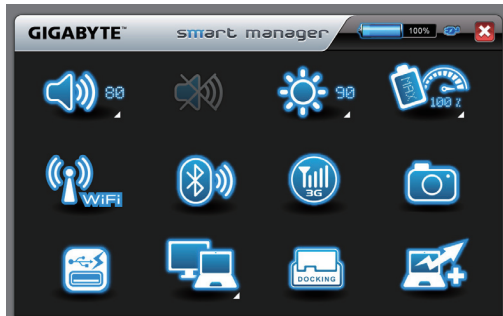 GIGABYTE™ smart manager 100%
80 90 MAX 100%
WiFi 3G
DOCKING